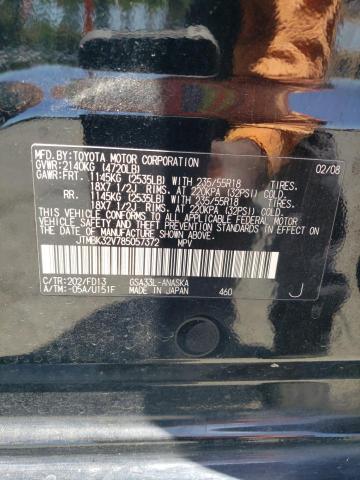 MFD.BY:TOYOTA MOTOR CORPORATION 02/08
GVWR:2140KG (4720LB)
GAWR:FRT. 1145KG (2535LB) WITH 235/55R18 TIRES.
18X7 1/2J RIMS. AT 220KPA (32PSI) COLD
RR. 1145KG (2535LB) WITH 235/55R18 TIRES.
18X7 1/2J RIMS. AT 220KPA (32PSI) COLD
THIS VEHICLE CONFORMS TO ALL APPLICABLE FEDERAL
MOTOR VEHICLE SAFETY AND THEFT PREVENTION
STANDARDS IN EFFECT ON THE DATE OF MANUFACTURE
SHOWN ABOVE.
JTMBK32V785057372 MPV
C/TR:202/FD13 GSA33L-ANASKA
A/TM:-05A/U151F MADE IN JAPAN 460 J